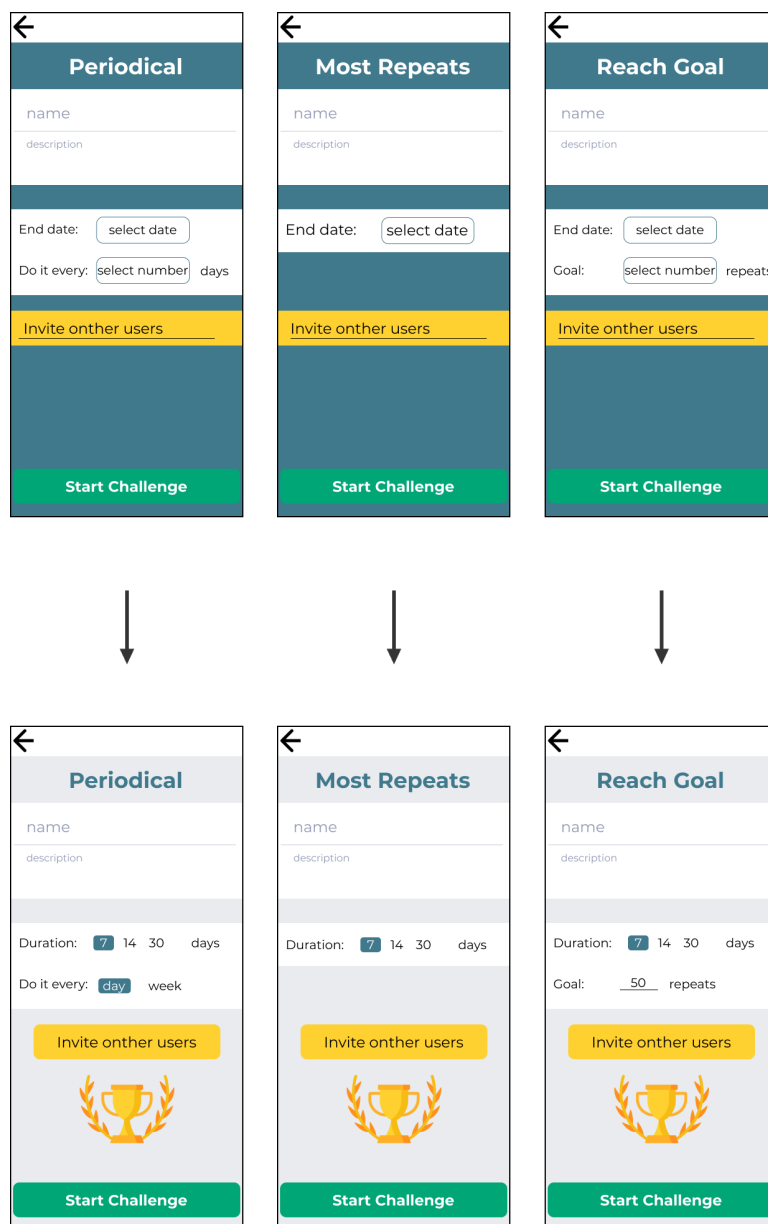 Periodical
name
description
End date: select date
Do it every: select number days
Invite onther users
Start Challenge
Most Repeats
name
description
End date: select date
Invite onther users
Start Challenge
Reach Goal
name
description
End date: select date
Goal: select number repeats
Invite onther users
Start Challenge
Periodical
name
description
Duration: 7 14 30 days
Do it every: day week
Invite onther users
Start Challenge
Most Repeats
name
description
Duration: 7 14 30 days
Invite onther users
Start Challenge
Reach Goal
name
description
Duration: 7 14 30 days
Goal: 50 repeats
Invite onther users
Start Challenge